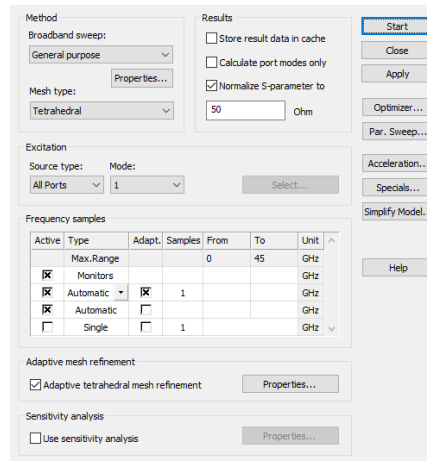 Method
Broadband sweep:
General purpose
Properties...
Mesh type:
Tetrahedral
Results
Store result data in cache
Calculate port modes only
Normalize S-parameter to
50 Ohm
Excitation
Source type: Mode:
All Ports 1 Select...
Frequency samples
Active Type Adapt. Samples From To Unit
Max.Range 0 45 GHz
Monitors GHz
Automatic 1 GHz
Automatic GHz
Single 1 GHz
Adaptive mesh refinement
Adaptive tetrahedral mesh refinement Properties...
Sensitivity analysis
Use sensitivity analysis Properties...
Start
Close
Apply
Optimizer...
Par. Sweep...
Acceleration...
Specials...
Simplify Model.
Help